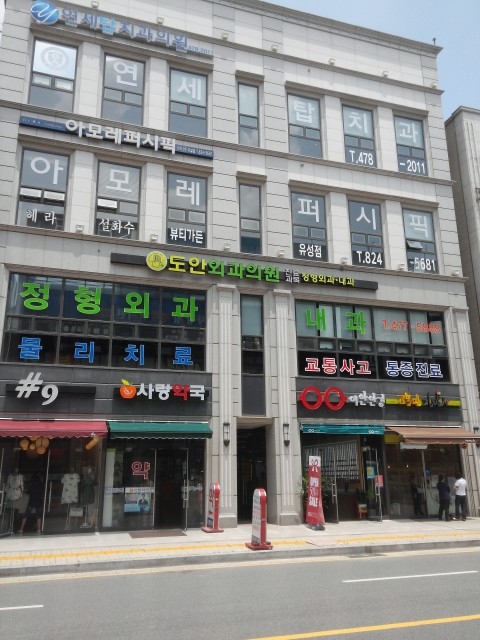 연세탑치과의원 478-2011
연 세 탑 치 과
T.478 -2011
아모레퍼시픽
아 모 레 퍼 시 픽
헤라 설화수 뷰티가든 유성점 T.824 -5681
도안외과의원 정형외과·내과
정형외과 내과
물리치료 교통사고 통증진료
#9 사랑약국
약